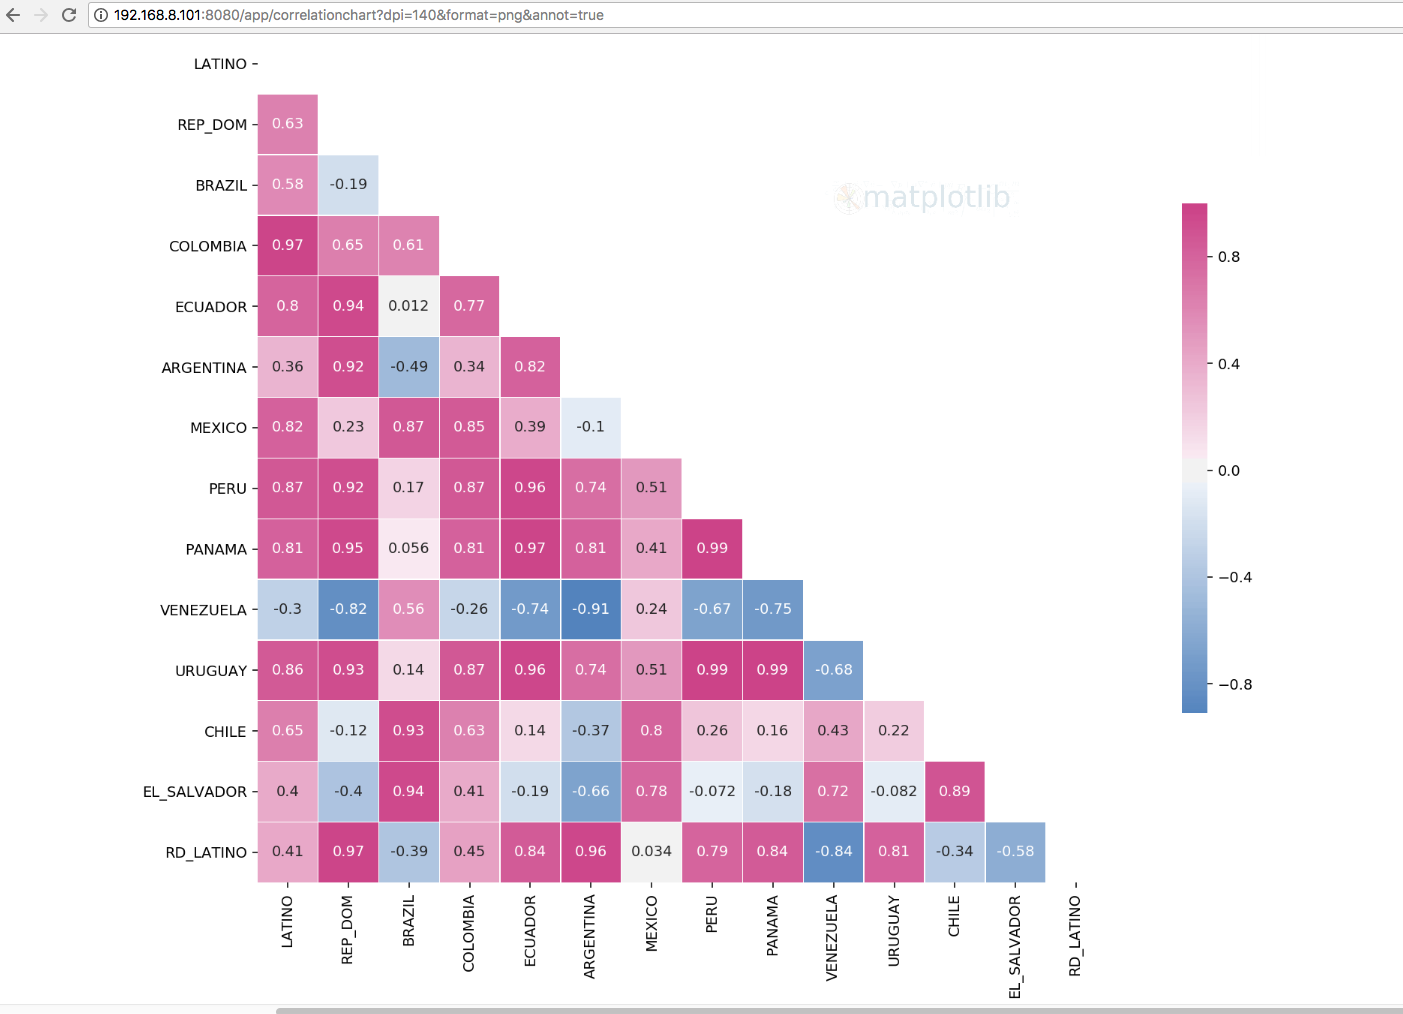 192.168.8.101:8080/app/correlationchart?dpi=140&format=png&annot=true
LATINO
REP_DOM 0.63
BRAZIL 0.58 -0.19
matplotlib
COLOMBIA 0.97 0.65 0.61
0.8
ECUADOR 0.8 0.94 0.012 0.77
ARGENTINA 0.36 0.92 -0.49 0.34 0.82
0.4
MEXICO 0.82 0.23 0.87 0.85 0.39 -0.1
0.0
PERU 0.87 0.92 0.17 0.87 0.96 0.74 0.51
PANAMA 0.81 0.95 0.056 0.81 0.97 0.81 0.41 0.99
−0.4
VENEZUELA -0.3 -0.82 0.56 -0.26 -0.74 -0.91 0.24 -0.67 -0.75
URUGUAY 0.86 0.93 0.14 0.87 0.96 0.74 0.51 0.99 0.99 -0.68
−0.8
CHILE 0.65 -0.12 0.93 0.63 0.14 -0.37 0.8 0.26 0.16 0.43 0.22
EL_SALVADOR 0.4 -0.4 0.94 0.41 -0.19 -0.66 0.78 -0.072 -0.18 0.72 -0.082 0.89
RD_LATINO 0.41 0.97 -0.39 0.45 0.84 0.96 0.034 0.79 0.84 -0.84 0.81 -0.34 -0.58
LATINO
REP_DOM
BRAZIL
COLOMBIA
ECUADOR
ARGENTINA
MEXICO
PERU
PANAMA
VENEZUELA
URUGUAY
CHILE
EL_SALVADOR
RD_LATINO